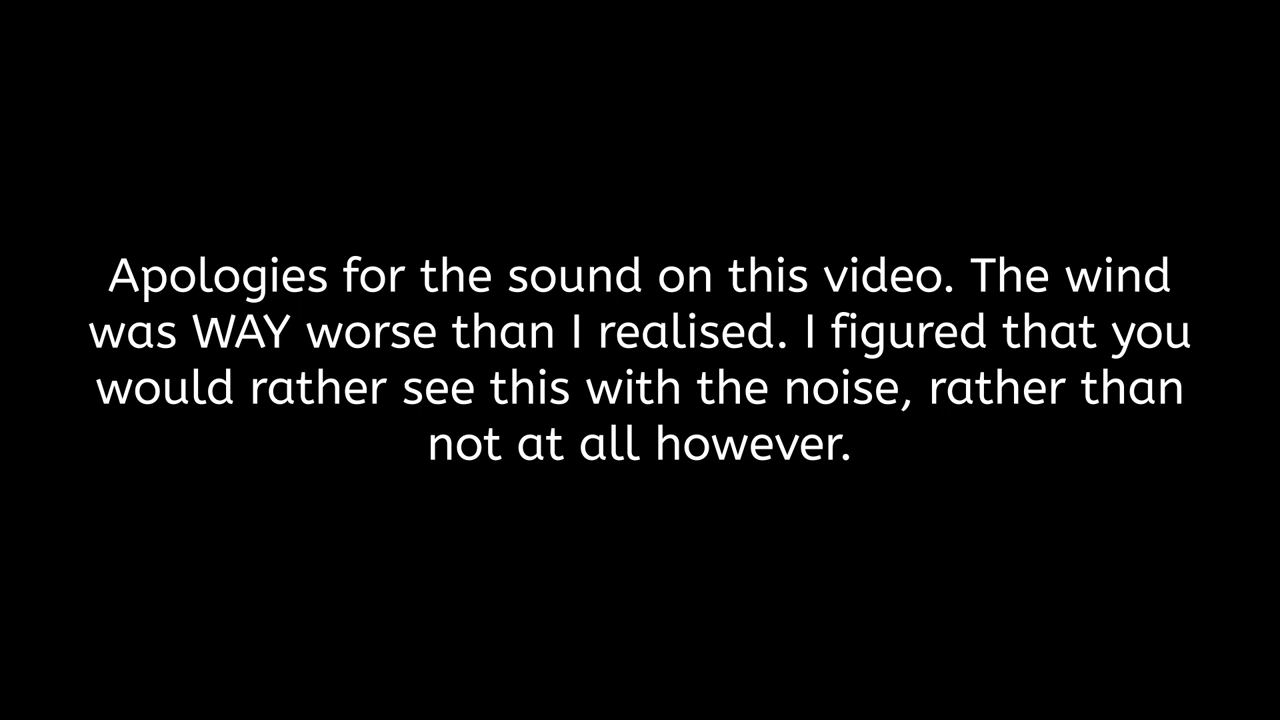 Apologies for the sound on this video. The wind
was WAY worse than I realised. I figured that you
would rather see this with the noise, rather than
not at all however.